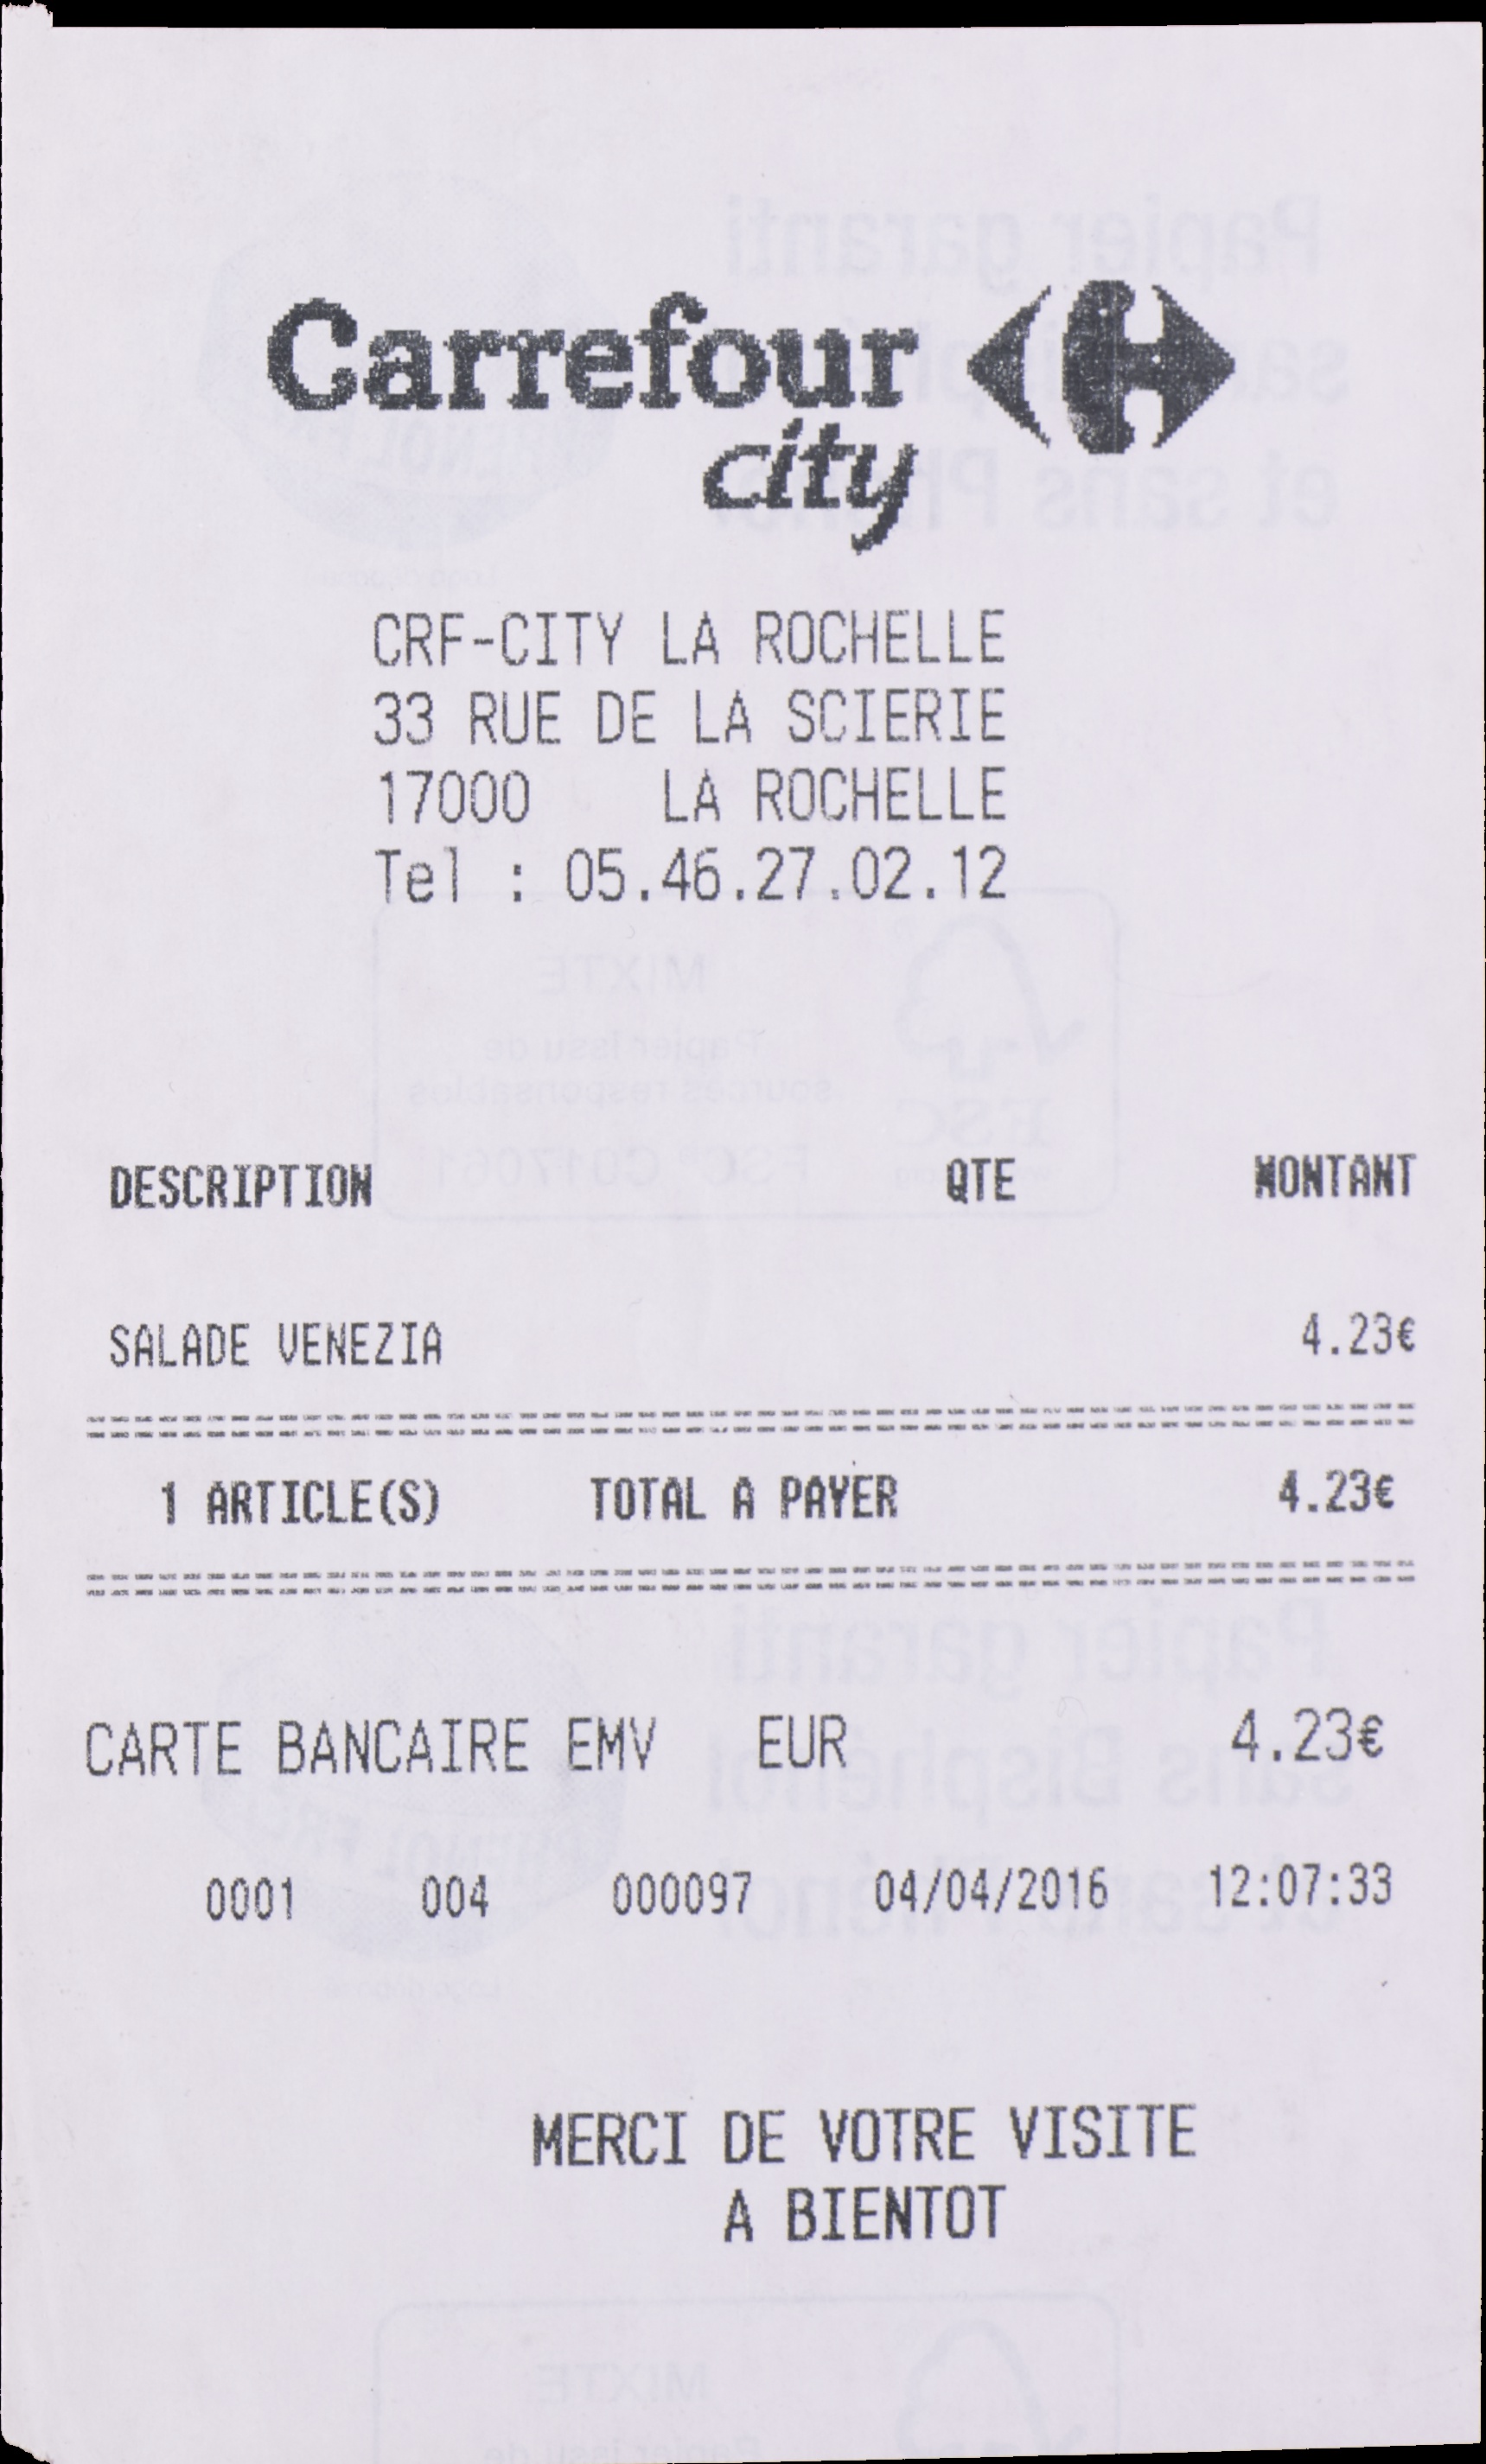 Carrefour
city
CRF-CITY LA ROCHELLE
33 RUE DE LA SCIERIE
17000 LA ROCHELLE
Tel : 05.46.27.02.12
DESCRIPTION QTE MONTANT
SALADE VENEZIA 4.23€
1 ARTICLE(S) TOTAL A PAYER 4.23€
CARTE BANCAIRE EMV EUR 4.23€
0001 004 000097 04/04/2016 12:07:33
MERCI DE VOTRE VISITE
A BIENTOT